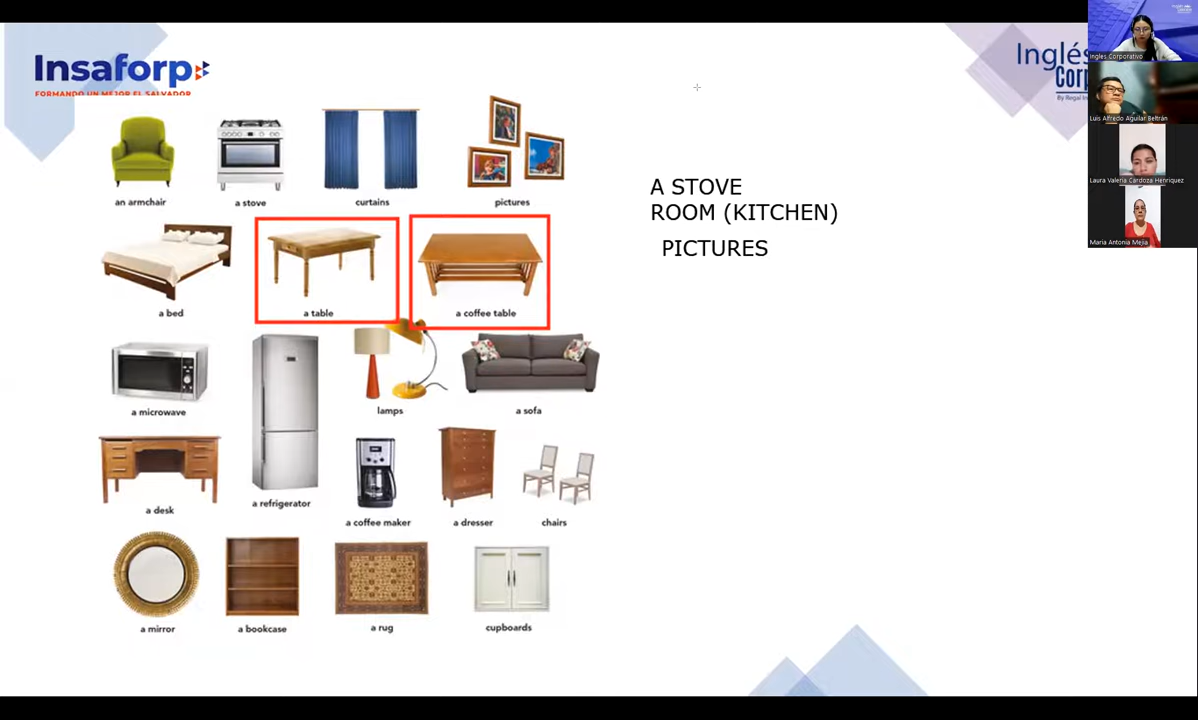 Insaforp
FORMANDO UN MEJOR EL SALVADOR
Inglés
Corp
By Regal
Ingles Corporativo
Luis Alfredo Aguilar Beltrán
Laura Valeria Cardoza Henriquez
Maria Antonia Mejia
an armchair
a stove
curtains
pictures
A STOVE
ROOM (KITCHEN)
PICTURES
a bed
a table
a coffee table
a microwave
lamps
a sofa
a desk
a refrigerator
a coffee maker
a dresser
chairs
a mirror
a bookcase
a rug
cupboards